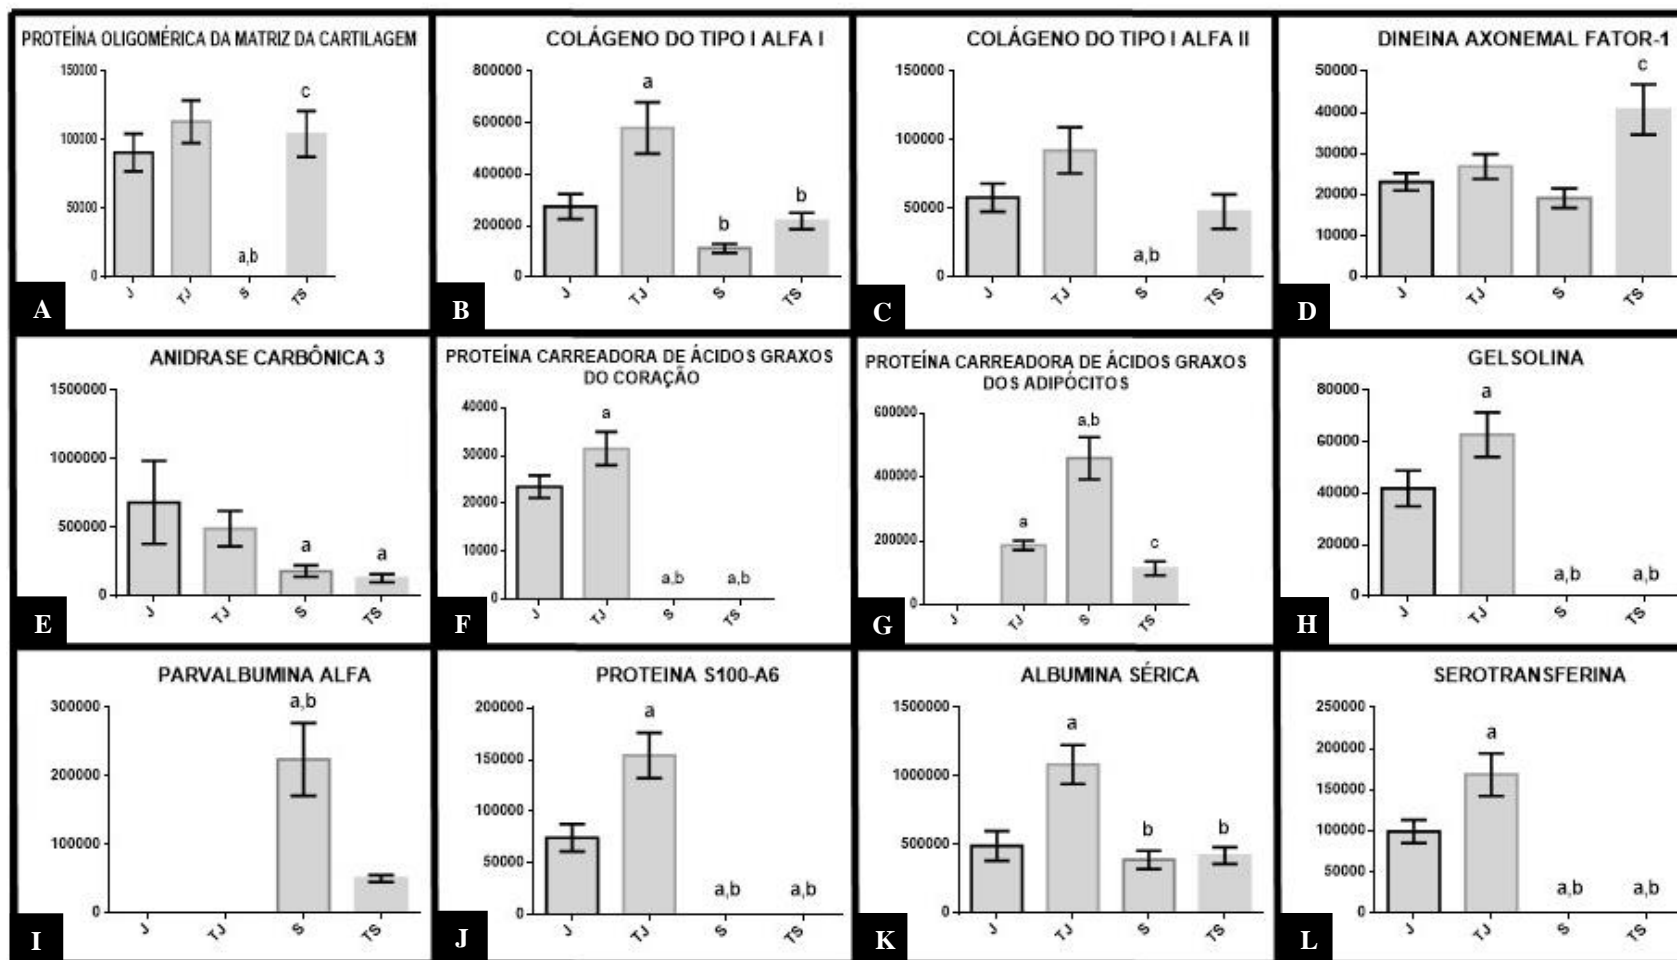 PROTEÍNA OLIGOMÉRICA DA MATRIZ DA CARTILAGEM
150000
100000
50000
0
c
a,b
J TJ S TS
A
COLÁGENO DO TIPO I ALFA I
800000
600000
400000
200000
0
a
b
b
J TJ S TS
B
COLÁGENO DO TIPO I ALFA II
150000
100000
50000
0
a,b
J TJ S TS
C
DINEINA AXONEMAL FATOR-1
50000
40000
30000
20000
10000
0
c
J TJ S TS
D
ANIDRASE CARBÔNICA 3
1500000
1000000
500000
0
a
a
J TJ S TS
E
PROTEÍNA CARREADORA DE ÁCIDOS GRAXOS
DO CORAÇÃO
40000
30000
20000
10000
0
a
a,b
a,b
J TJ S TS
F
PROTEÍNA CARREADORA DE ÁCIDOS GRAXOS
DOS ADIPÓCITOS
600000
400000
200000
0
a
a,b
c
J TJ S TS
G
GELSOLINA
80000
60000
40000
20000
0
a
a,b
a,b
J TJ S TS
H
PARVALBUMINA ALFA
300000
200000
100000
0
a,b
J TJ S TS
I
PROTEINA S100-A6
200000
150000
100000
50000
0
a
a,b
a,b
J TJ S TS
J
ALBUMINA SÉRICA
1500000
1000000
500000
0
a
b
b
J TJ S TS
K
SEROTRANSFERINA
250000
200000
150000
100000
50000
0
a
a,b
a,b
J TJ S TS
L